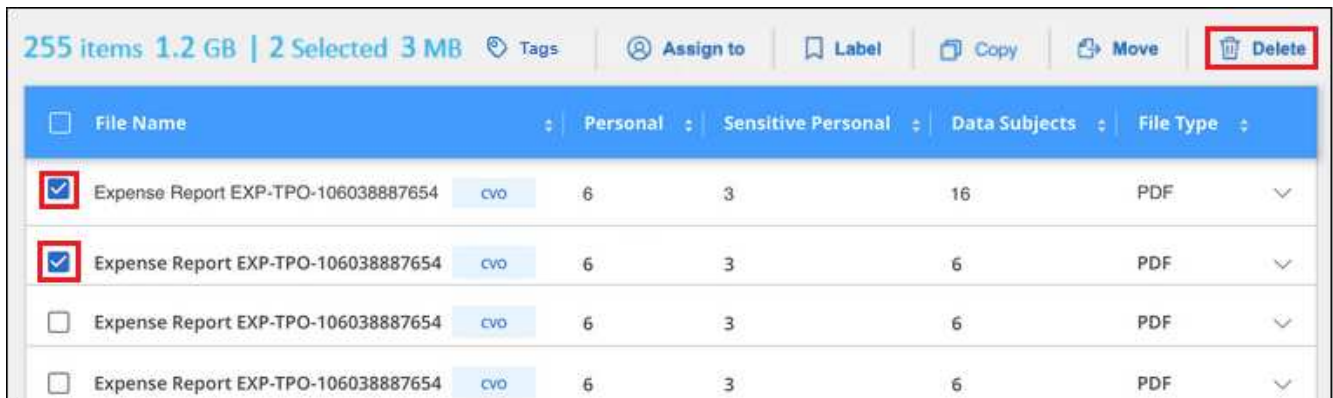 255 items 1.2 GB | 2 Selected 3 MB Tags Assign to Label Copy Move Delete
File Name Personal Sensitive Personal Data Subjects File Type
Expense Report EXP-TPO-106038887654 CVO 6 3 16 PDF
Expense Report EXP-TPO-106038887654 CVO 6 3 6 PDF
Expense Report EXP-TPO-106038887654 CVO 6 3 6 PDF
Expense Report EXP-TPO-106038887654 CVO 6 3 6 PDF